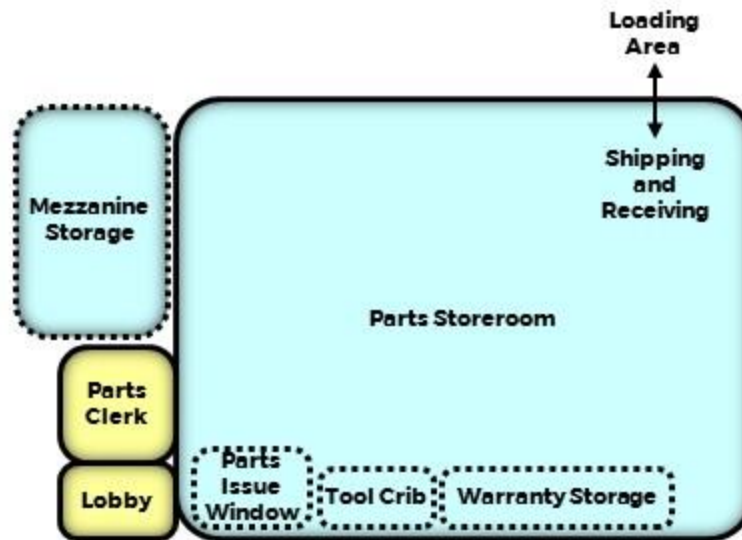 Loading
Area
Shipping
and
Receiving
Mezzanine
Storage
Parts Storeroom
Parts
Clerk
Lobby
Parts
Issue
Window
Tool Crib
Warranty Storage